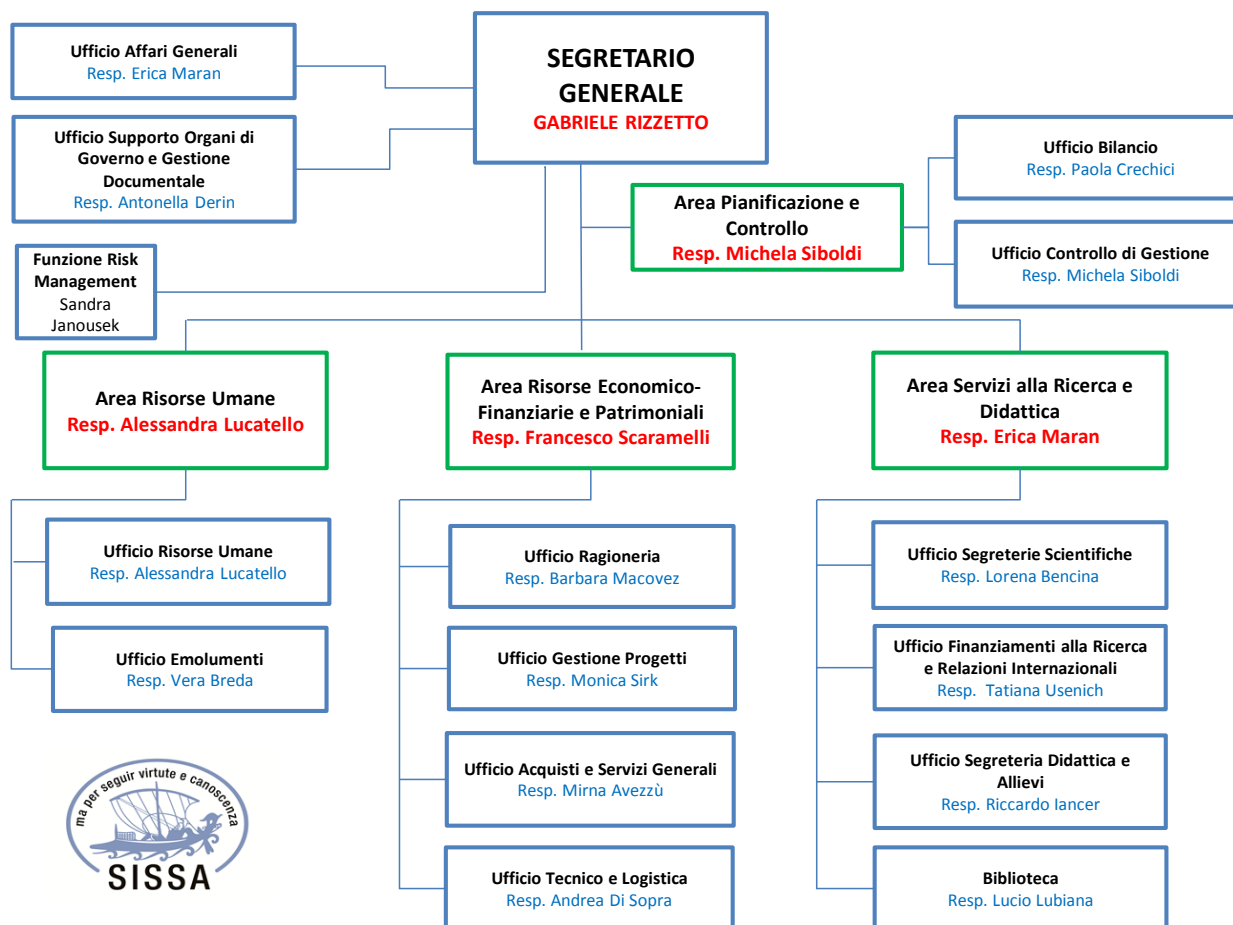 SEGRETARIO
GENERALE
GABRIELE RIZZETTO
Ufficio Affari Generali
Resp. Erica Maran
Ufficio Supporto Organi di
Governo e Gestione
Documentale
Resp. Antonella Derin
Funzione Risk
Management
Sandra
Janousek
Area Pianificazione e
Controllo
Resp. Michela Siboldi
Ufficio Bilancio
Resp. Paola Crechici
Ufficio Controllo di Gestione
Resp. Michela Siboldi
Area Risorse Umane
Resp. Alessandra Lucatello
Ufficio Risorse Umane
Resp. Alessandra Lucatello
Ufficio Emolumenti
Resp. Vera Breda
Area Risorse Economico-
Finanziarie e Patrimoniali
Resp. Francesco Scaramelli
Ufficio Ragioneria
Resp. Barbara Macovez
Ufficio Gestione Progetti
Resp. Monica Sirk
Ufficio Acquisti e Servizi Generali
Resp. Mirna Avezzù
Ufficio Tecnico e Logistica
Resp. Andrea Di Sopra
Area Servizi alla Ricerca e
Didattica
Resp. Erica Maran
Ufficio Segreterie Scientifiche
Resp. Lorena Bencina
Ufficio Finanziamenti alla Ricerca
e Relazioni Internazionali
Resp. Tatiana Usenich
Ufficio Segreteria Didattica e
Allievi
Resp. Riccardo Iancer
Biblioteca
Resp. Lucio Lubiana
ma per seguir virtute e canoscenza
SISSA